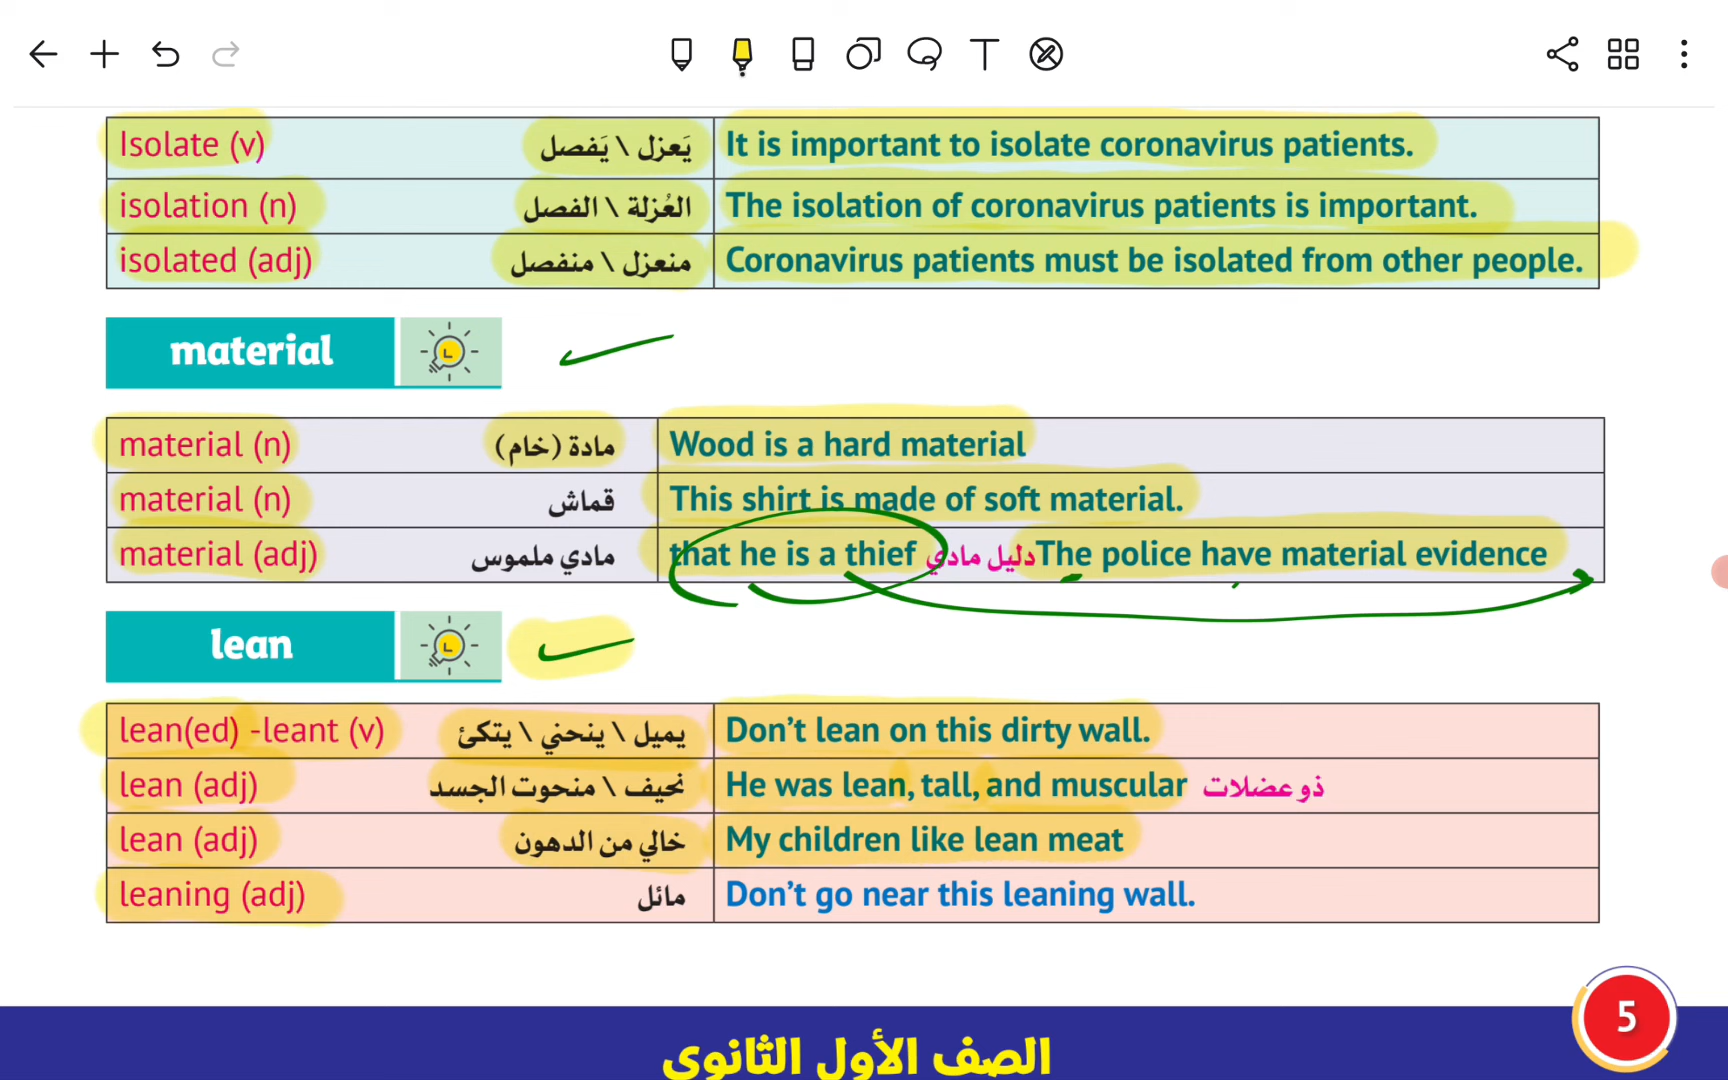 Isolate (v) يَعزل \ يَفصل It is important to isolate coronavirus patients.
isolation (n) العُزلة \ الفصل The isolation of coronavirus patients is important.
isolated (adj) منعزل \ منفصل Coronavirus patients must be isolated from other people.
material
material (n) مادة (خام) Wood is a hard material
material (n) قماش This shirt is made of soft material.
material (adj) مادي ملموس that he is a thief دليل مادي The police have material evidence
lean
lean(ed) -leant (v) يميل \ ينحني \ يتكئ Don't lean on this dirty wall.
lean (adj) نحيف \ منحوت الجسد He was lean, tall, and muscular ذو عضلات
lean (adj) خالي من الدهون My children like lean meat
leaning (adj) مائل Don't go near this leaning wall.
5
الصف الأول الثانوى